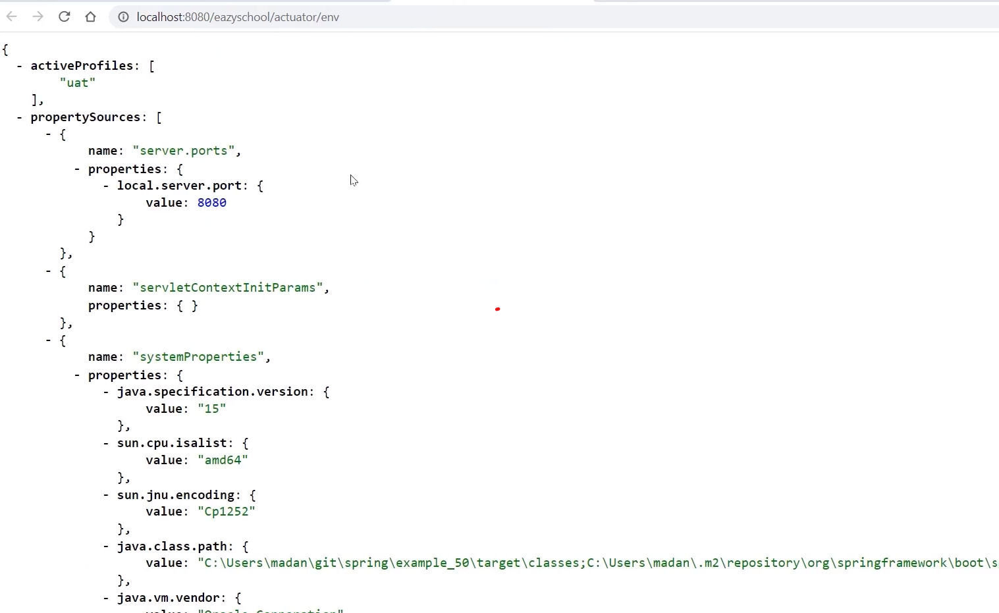 localhost:8080/eazyschool/actuator/env
{
- activeProfiles: [
"uat"
],
- propertySources: [
- {
name: "server.ports",
- properties: {
- local.server.port: {
value: 8080
}
}
},
- {
name: "servletContextInitParams",
properties: { }
},
- {
name: "systemProperties",
- properties: {
- java.specification.version: {
value: "15"
},
- sun.cpu.isalist: {
value: "amd64"
},
- sun.jnu.encoding: {
value: "Cp1252"
},
- java.class.path: {
value: "C:\Users\madan\git\spring\example_50\target\classes;C:\Users\madan\.m2\repository\org\springframework\boot\s
},
- java.vm.vendor: {
value: "Oracle Corporation"